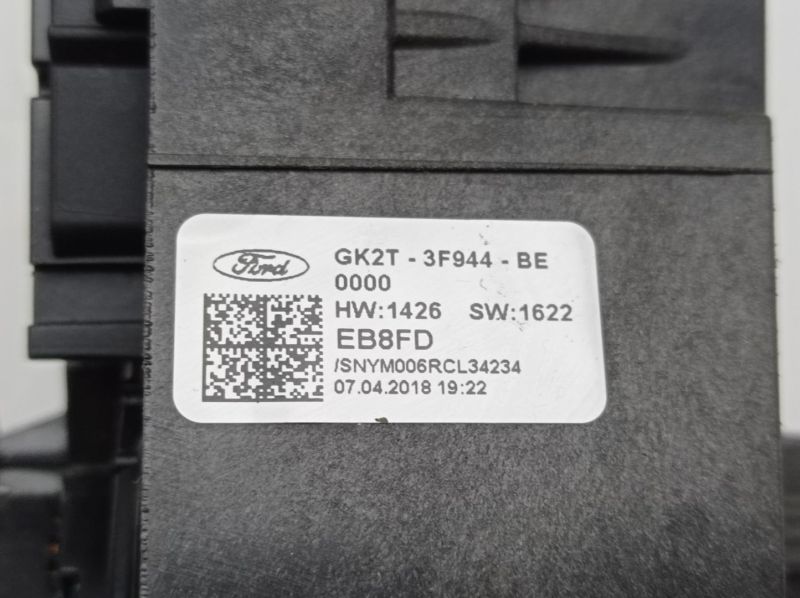 Ford
GK2T - 3F944 - BE
0000
HW:1426 SW:1622
EB8FD
/SNYM006RCL34234
07.04.2018 19:22